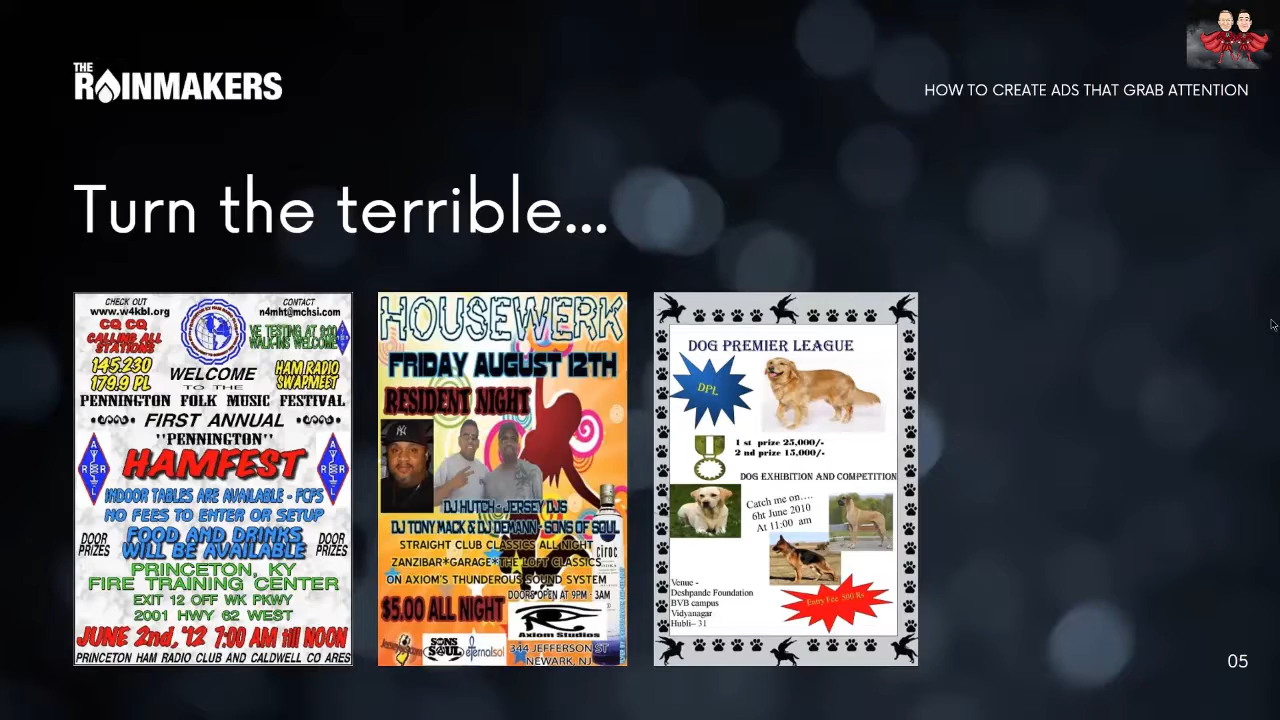 THE
RAINMAKERS
HOW TO CREATE ADS THAT GRAB ATTENTION
Turn the terrible...
CHECK OUT
www.w4kbl.org
CONTACT
n4mht@mchsi.com
CQ CQ
CALLING ALL
STATIONS
145.230
179.9 PL
VE TESTING AT 9:00
WALK-INS WELCOME
HAM RADIO
SWAPMEET
WELCOME
TO THE
PENNINGTON FOLK MUSIC FESTIVAL
FIRST ANNUAL
"PENNINGTON"
HAMFEST
INDOOR TABLES ARE AVAILABLE - FCFS
NO FEES TO ENTER OR SETUP
DOOR
PRIZES
FOOD AND DRINKS
WILL BE AVAILABLE
DOOR
PRIZES
PRINCETON, KY
FIRE TRAINING CENTER
EXIT 12 OFF WK PKWY
2001 HWY 62 WEST
JUNE 2nd, '12 7:00 AM till NOON
PRINCETON HAM RADIO CLUB AND CALDWELL CO ARES
HOUSEWERK
FRIDAY AUGUST 12TH
RESIDENT NIGHT
DJ HUTCH - JERSEY DJS
DJ TONY MACK & DJ DEMANN - SONS OF SOUL
STRAIGHT CLUB CLASSICS ALL NIGHT
ZANZIBAR*GARAGE*THE LOFT CLASSICS
ON AXIOM'S THUNDEROUS SOUND SYSTEM
DOORS OPEN AT 9PM - 3AM
$5.00 ALL NIGHT
ciroc
Axiom Studios
SONS
SOUL
eternalsol
344 JEFFERSON ST
NEWARK, NJ
DOG PREMIER LEAGUE
DPL
1 st prize 25,000/-
2 nd prize 15,000/-
DOG EXHIBITION AND COMPETITION
Catch me on....
6ht June 2010
At 11:00 am
Venue -
Deshpande Foundation
BVB campus
Vidyanagar
Hubli- 31
Entry Fee 500 Rs
05